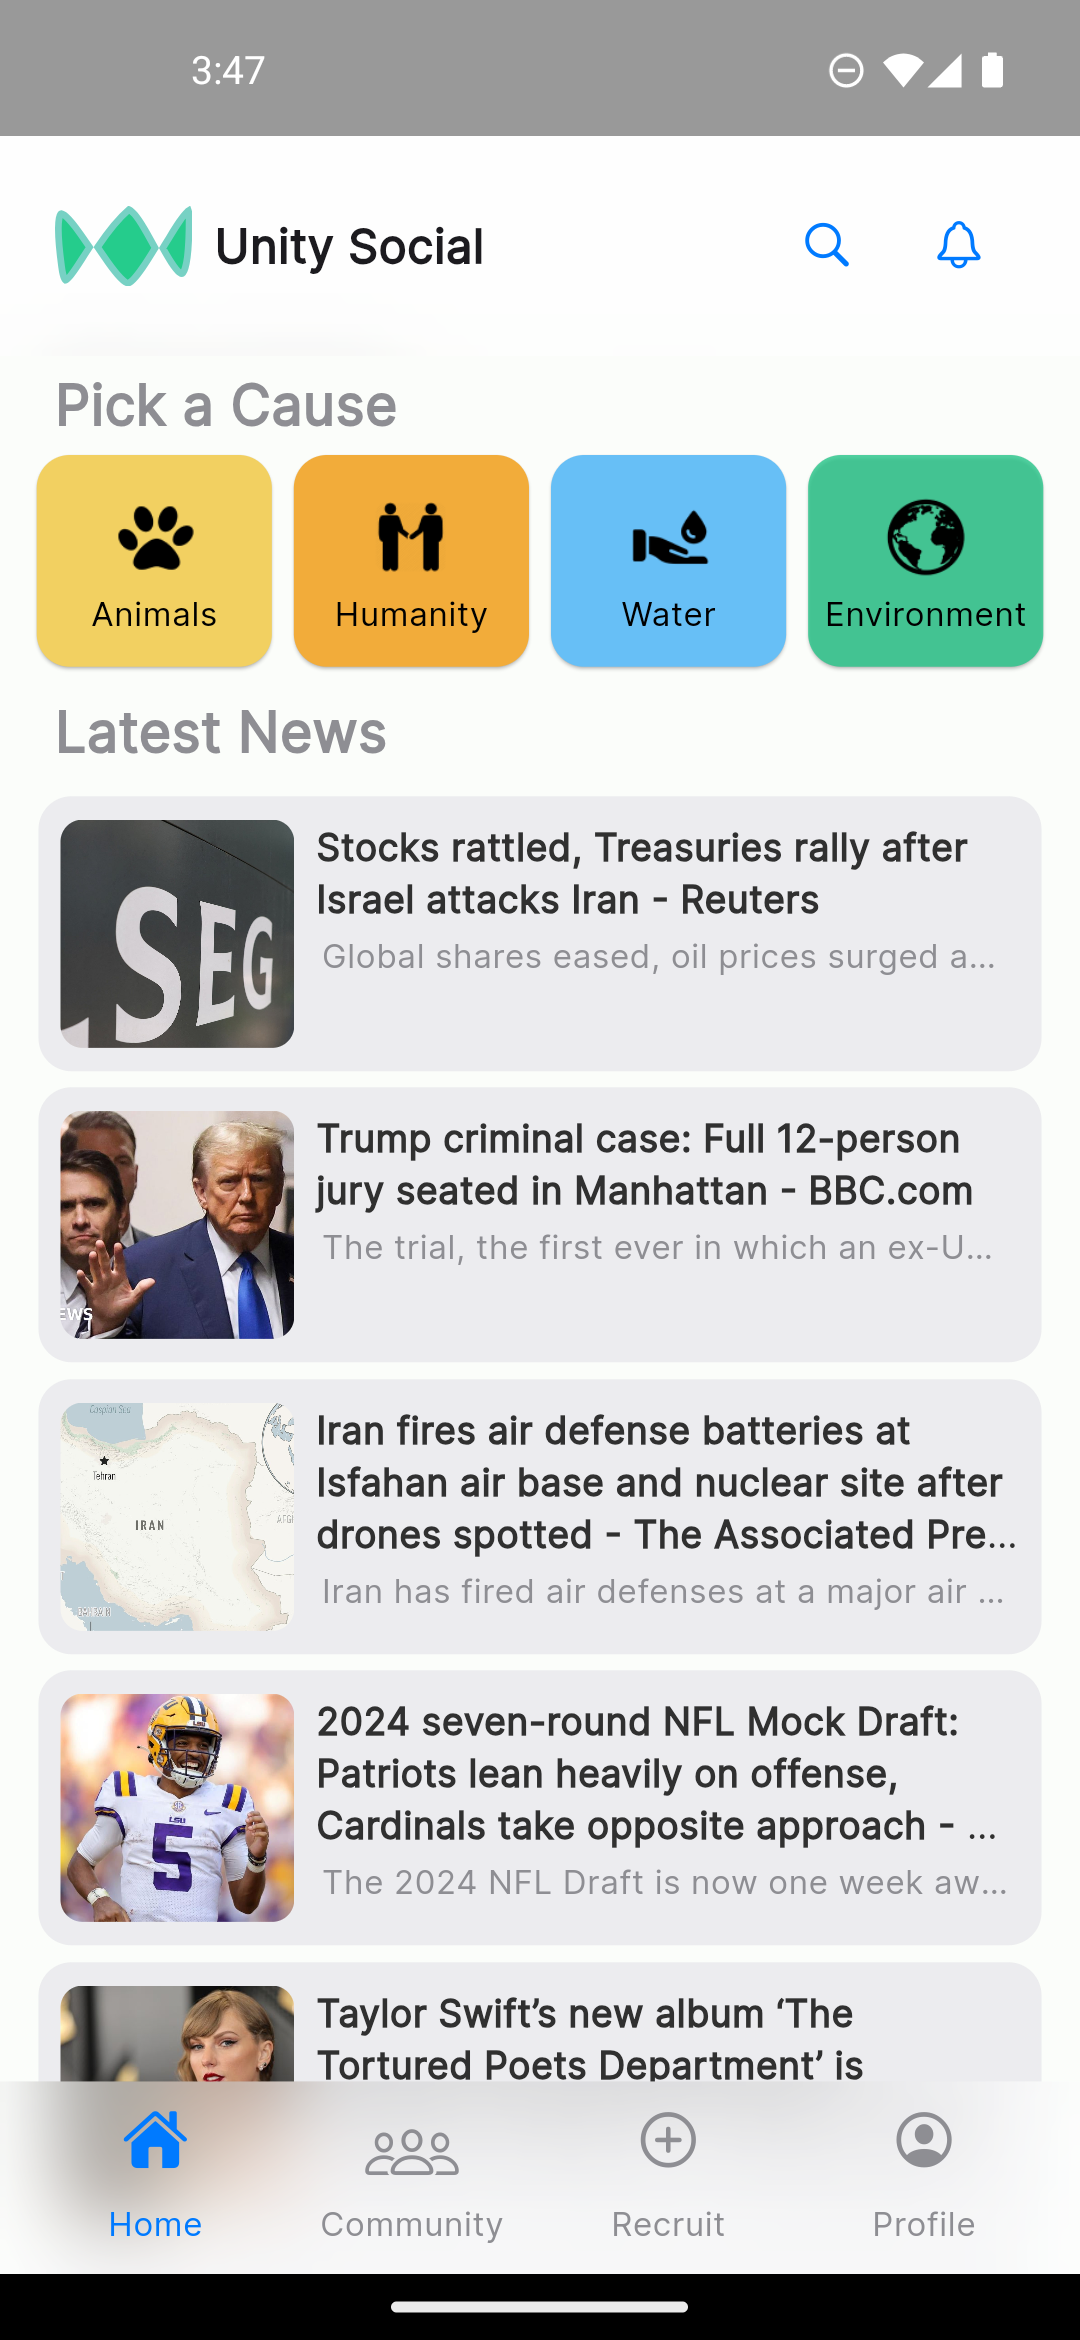 3:47
Unity Social
Pick a Cause
Animals
Humanity
Water
Environment
Latest News
SEG
Stocks rattled, Treasuries rally after
Israel attacks Iran - Reuters
Global shares eased, oil prices surged a...
EWS
Trump criminal case: Full 12-person
jury seated in Manhattan - BBC.com
The trial, the first ever in which an ex-U...
Caspian Sea
Tehran
IRAN
AFGH
BAHRAIN
Iran fires air defense batteries at
Isfahan air base and nuclear site after
drones spotted - The Associated Pre...
Iran has fired air defenses at a major air ...
LSU
5
2024 seven-round NFL Mock Draft:
Patriots lean heavily on offense,
Cardinals take opposite approach - ...
The 2024 NFL Draft is now one week aw...
Taylor Swift’s new album ‘The
Tortured Poets Department’ is
Home
Community
Recruit
Profile